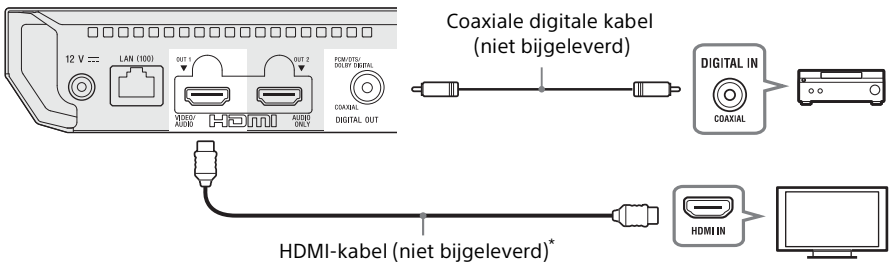 Coaxiale digitale kabel
(niet bijgeleverd)
12 V
LAN (100)
OUT 1
OUT 2
PCM/DTS/
DOLBY DIGITAL
COAXIAL
DIGITAL OUT
VIDEO/
AUDIO
HDMI
AUDIO
ONLY
DIGITAL IN
COAXIAL
HDMI IN
HDMI-kabel (niet bijgeleverd)*